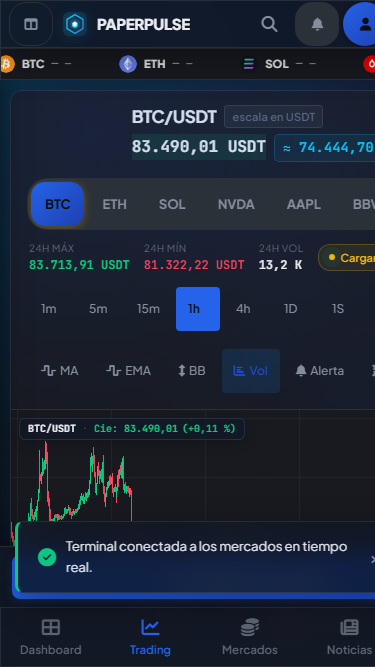 PAPERPULSE
BTC – – ETH – – SOL – –
BTC/USDT escala en USDT
83.490,01 USDT ≈ 74.444,70
BTC ETH SOL NVDA AAPL BBV
24H MÁX 24H MÍN 24H VOL
83.713,91 USDT 81.322,22 USDT 13,2 K Cargar
1m 5m 15m 1h 4h 1D 1S
MA EMA BB Vol Alerta
BTC/USDT · Cie: 83.490,01 (+0,11 %)
Terminal conectada a los mercados en tiempo
real.
Dashboard Trading Mercados Noticias